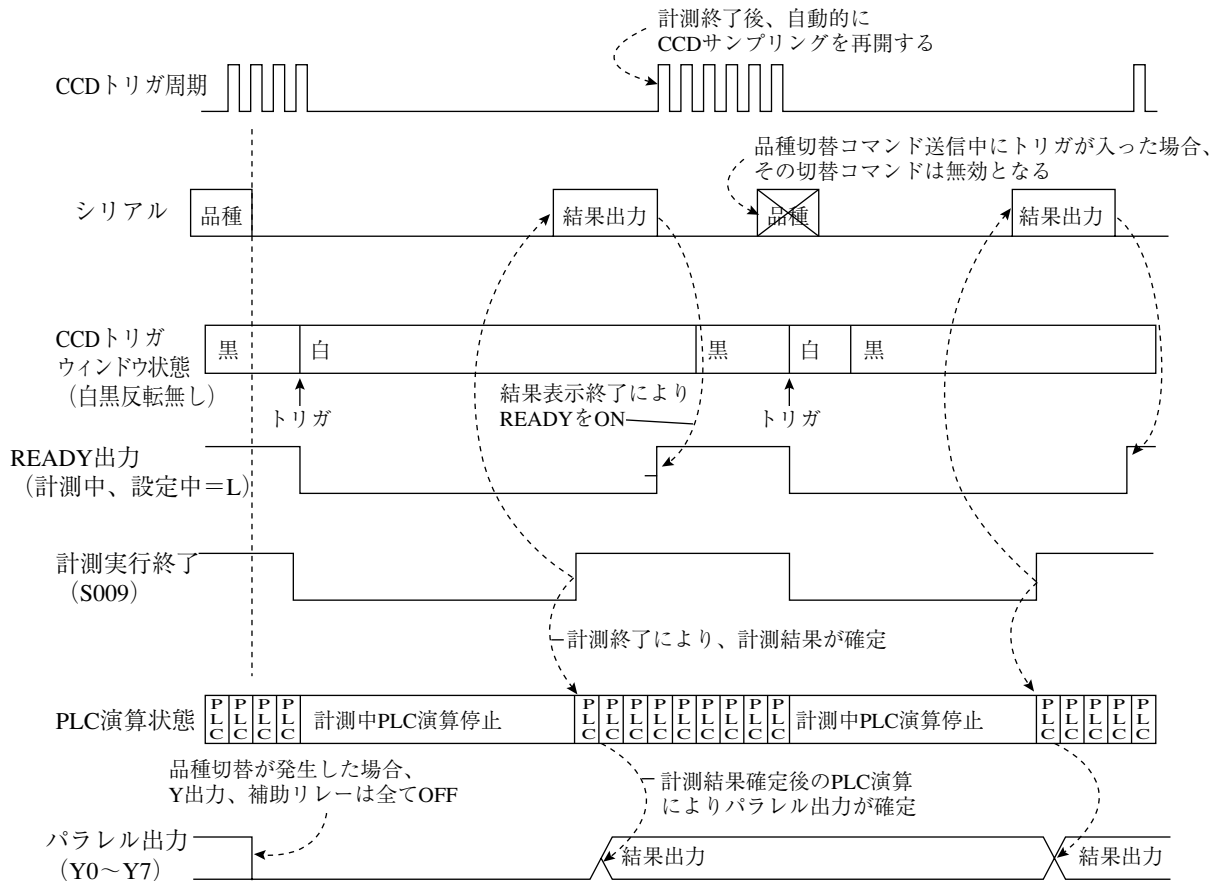 計測終了後、自動的に
CCDサンプリングを再開する
CCDトリガ周期
品種切替コマンド送信中にトリガが入った場合、
その切替コマンドは無効となる
シリアル
品種
結果出力
品種
結果出力
CCDトリガ
ウィンドウ状態
（白黒反転無し）
黒
白
黒
白
黒
トリガ
結果表示終了により
READYをON
トリガ
READY出力
（計測中、設定中＝L）
計測実行終了
（S009）
計測終了により、計測結果が確定
PLC演算状態
PLC PLC PLC PLC
計測中PLC演算停止
PLC PLC PLC PLC PLC PLC PLC PLC PLC
計測中PLC演算停止
PLC PLC PLC PLC PLC
品種切替が発生した場合、
Y出力、補助リレーは全てOFF
計測結果確定後のPLC演算
によりパラレル出力が確定
パラレル出力
（Y0～Y7）
結果出力
結果出力